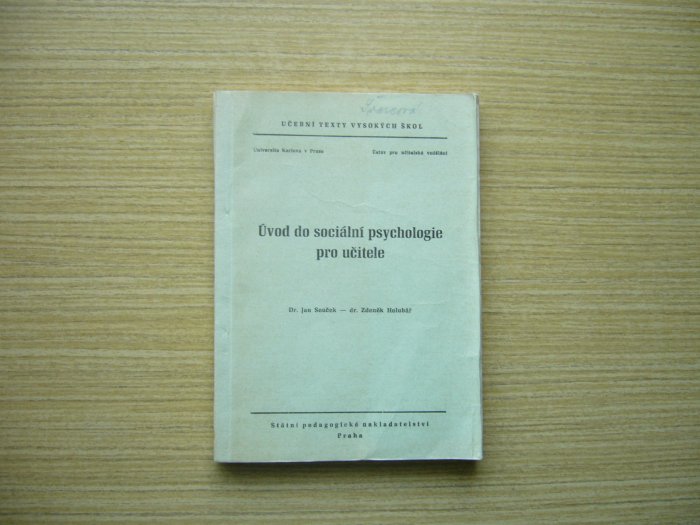 UČEBNÍ TEXTY VYSOKÝCH ŠKOL
Universita Karlova v Praze Ústav pro učitelské vzdělání
Úvod do sociální psychologie
pro učitele
Dr. Jan Souček — dr. Zdeněk Holubář
Státní pedagogické nakladatelství
Praha